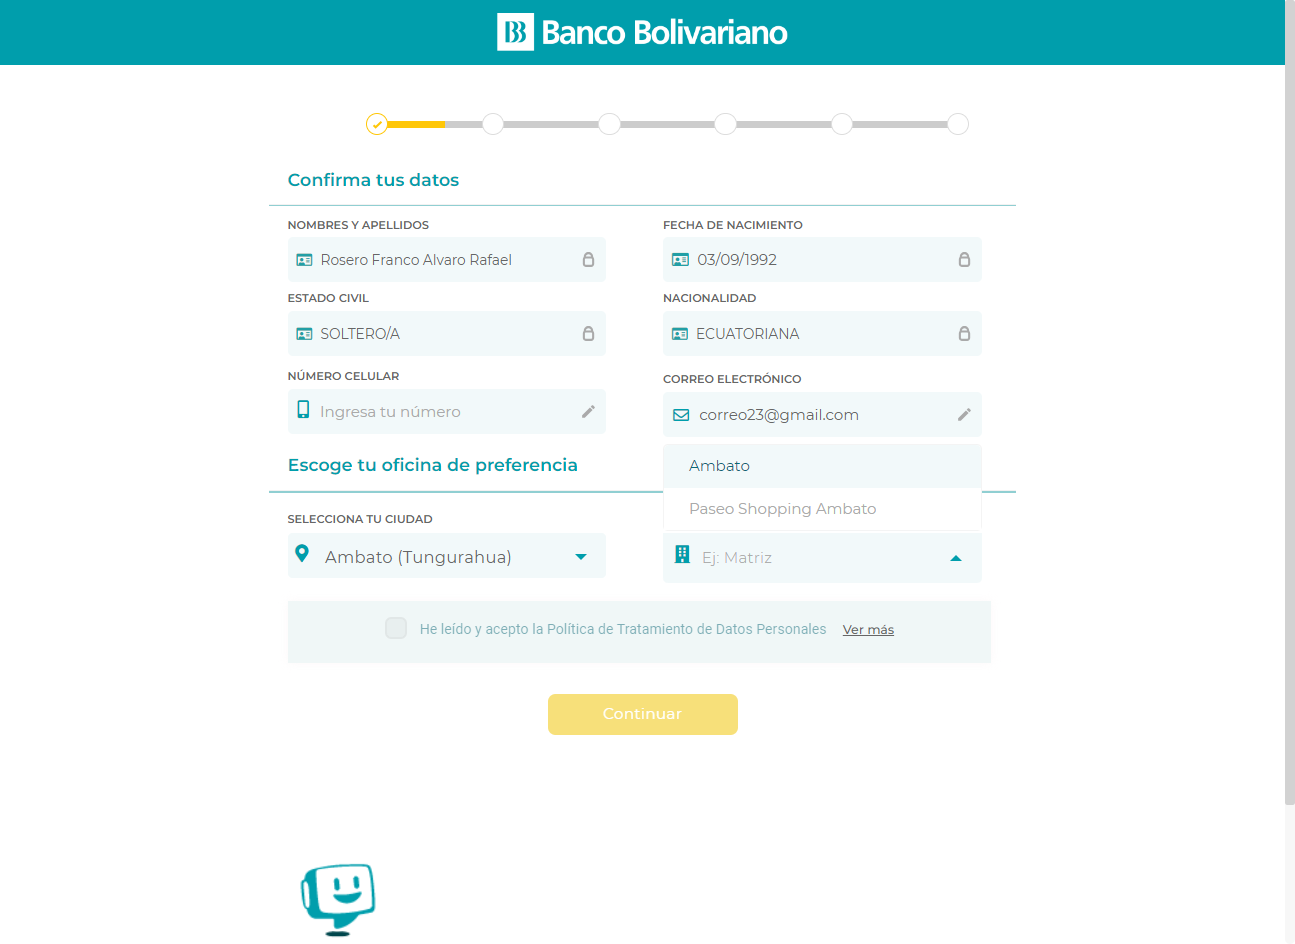 Banco Bolivariano
Confirma tus datos
NOMBRES Y APELLIDOS
Rosero Franco Alvaro Rafael
FECHA DE NACIMIENTO
03/09/1992
ESTADO CIVIL
SOLTERO/A
NACIONALIDAD
ECUATORIANA
NÚMERO CELULAR
Ingresa tu número
CORREO ELECTRÓNICO
correo23@gmail.com
Escoge tu oficina de preferencia
Ambato
Paseo Shopping Ambato
SELECCIONA TU CIUDAD
Ambato (Tungurahua)
Ej: Matriz
He leído y acepto la Política de Tratamiento de Datos Personales Ver más
Continuar